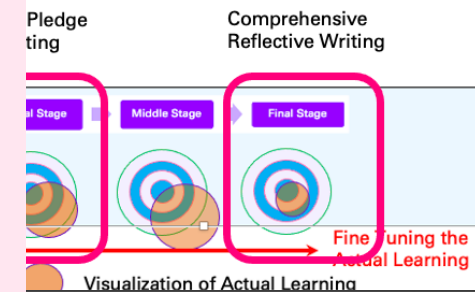 Pledge
ting
Comprehensive
Reflective Writing
al Stage
Middle Stage
Final Stage
Fine Tuning the
Actual Learning
Visualization of Actual Learning